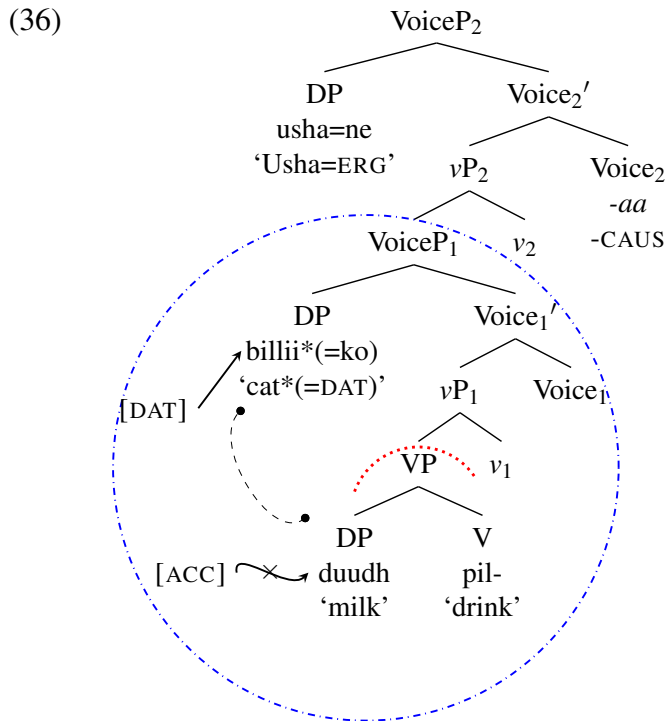 (36)
VoiceP₂
DP Voice₂′
usha=ne
‘Usha=ERG’ vP₂ Voice₂
-aa
VoiceP₁ v₂ -CAUS
DP Voice₁′
billii*(=ko)
‘cat*(=DAT)’ vP₁ Voice₁
[DAT]
VP v₁
DP V
[ACC] duudh pil-
‘milk’ ‘drink’